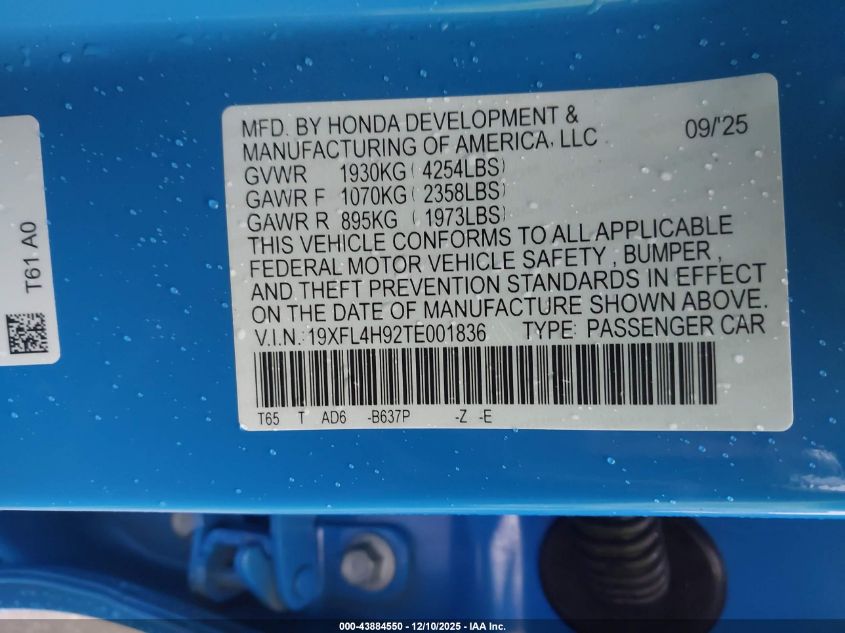 MFD. BY HONDA DEVELOPMENT &
MANUFACTURING OF AMERICA, LLC 09/'25
GVWR 1930KG ( 4254LBS)
GAWR F 1070KG ( 2358LBS)
GAWR R 895KG ( 1973LBS)
THIS VEHICLE CONFORMS TO ALL APPLICABLE
FEDERAL MOTOR VEHICLE SAFETY , BUMPER ,
AND THEFT PREVENTION STANDARDS IN EFFECT
ON THE DATE OF MANUFACTURE SHOWN ABOVE.
V.I.N.: 19XFL4H92TE001836 TYPE: PASSENGER CAR
T65 T AD6 -B637P -Z -E
T61 A0
000-43884550 - 12/10/2025 - IAA Inc.